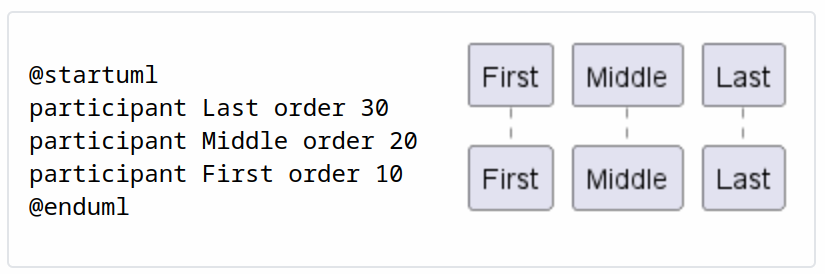 @startuml
participant Last order 30
participant Middle order 20
participant First order 10
@enduml
First Middle Last
First Middle Last